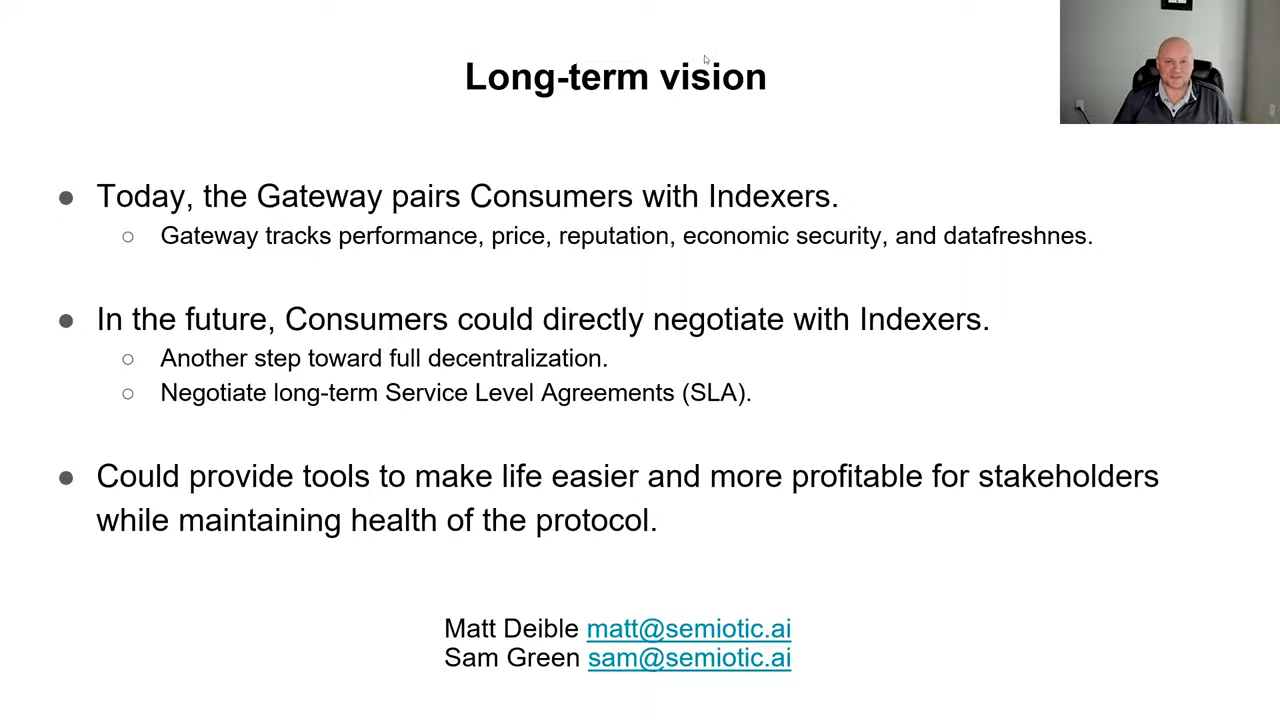 Long-term vision
● Today, the Gateway pairs Consumers with Indexers.
○ Gateway tracks performance, price, reputation, economic security, and datafreshnes.
● In the future, Consumers could directly negotiate with Indexers.
○ Another step toward full decentralization.
○ Negotiate long-term Service Level Agreements (SLA).
● Could provide tools to make life easier and more profitable for stakeholders
while maintaining health of the protocol.
Matt Deible matt@semiotic.ai
Sam Green sam@semiotic.ai